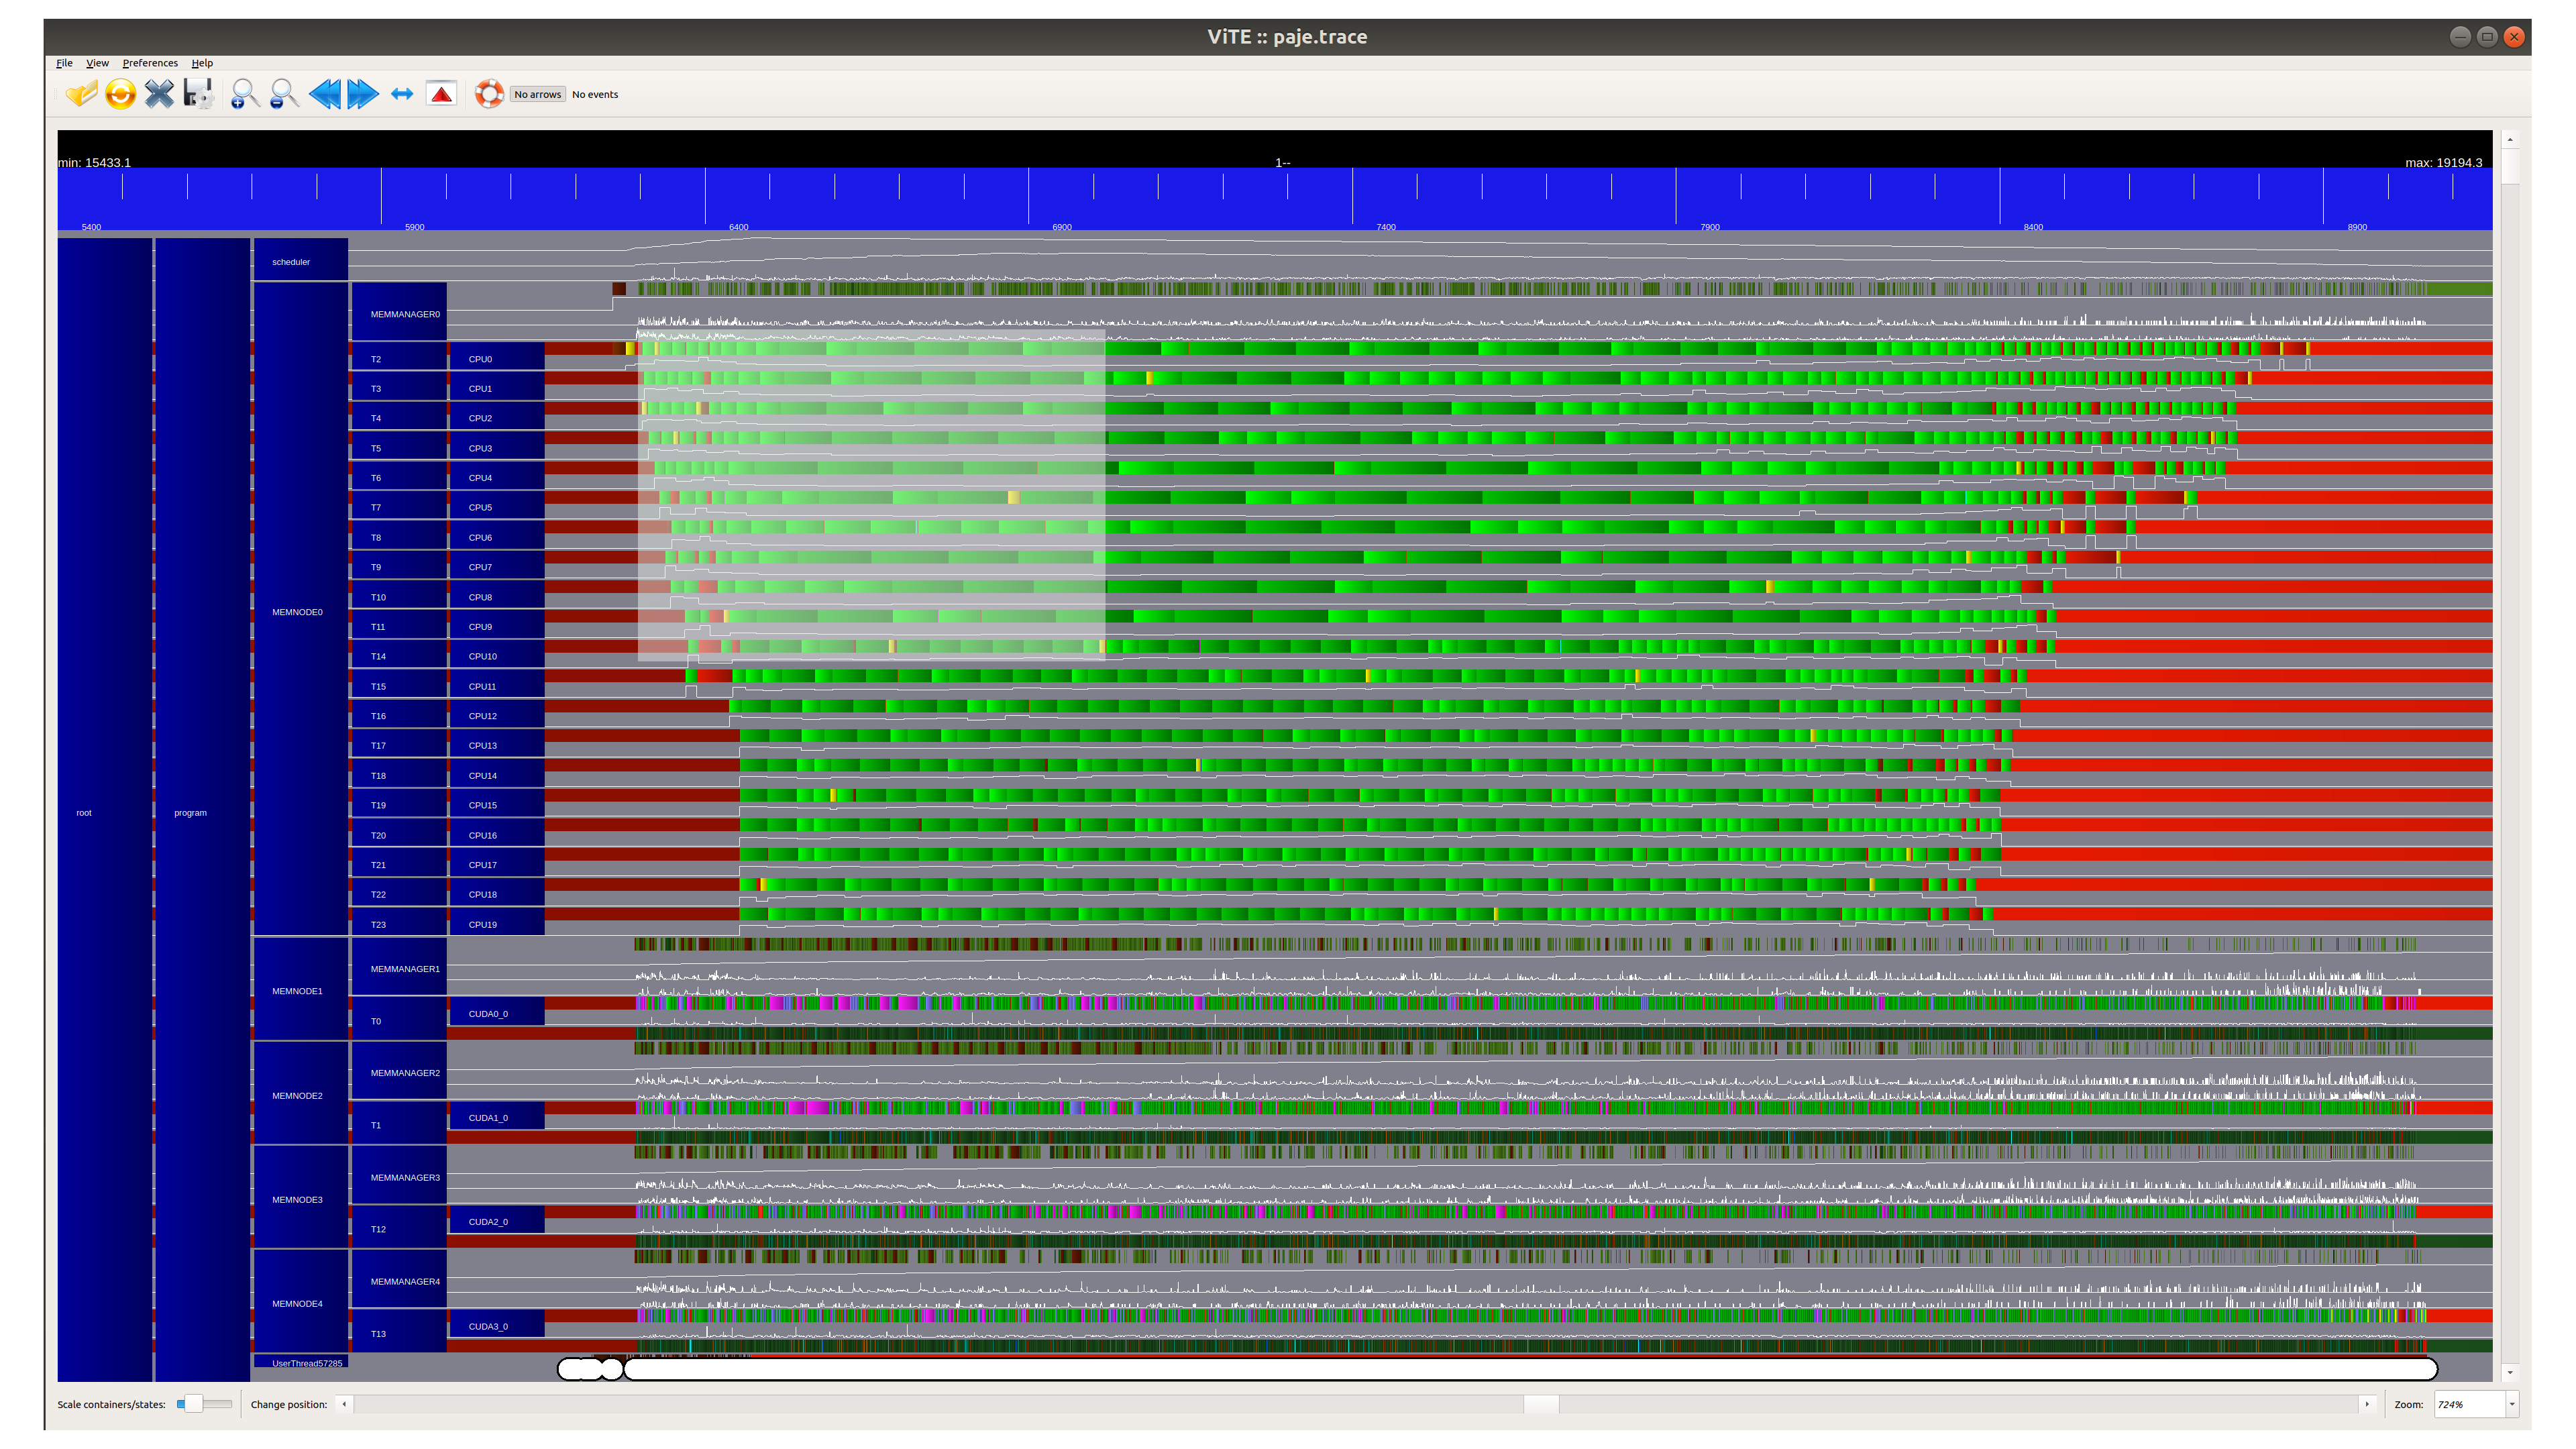 ViTE :: paje.trace
File View Preferences Help
No arrows No events
min: 15433.1 1-- max: 19194.3
5400 5900 6400 6900 7400 7900 8400 8900
scheduler
MEMMANAGER0
T2 CPU0
T3 CPU1
T4 CPU2
T5 CPU3
T6 CPU4
T7 CPU5
T8 CPU6
T9 CPU7
T10 CPU8
MEMNODE0
T11 CPU9
T14 CPU10
T15 CPU11
T16 CPU12
T17 CPU13
T18 CPU14
T19 CPU15
root program
T20 CPU16
T21 CPU17
T22 CPU18
T23 CPU19
MEMMANAGER1
MEMNODE1
T0 CUDA0_0
MEMMANAGER2
MEMNODE2
T1 CUDA1_0
MEMMANAGER3
MEMNODE3
T12 CUDA2_0
MEMMANAGER4
MEMNODE4
T13 CUDA3_0
UserThread57285
Scale containers/states: Change position: Zoom: 724%